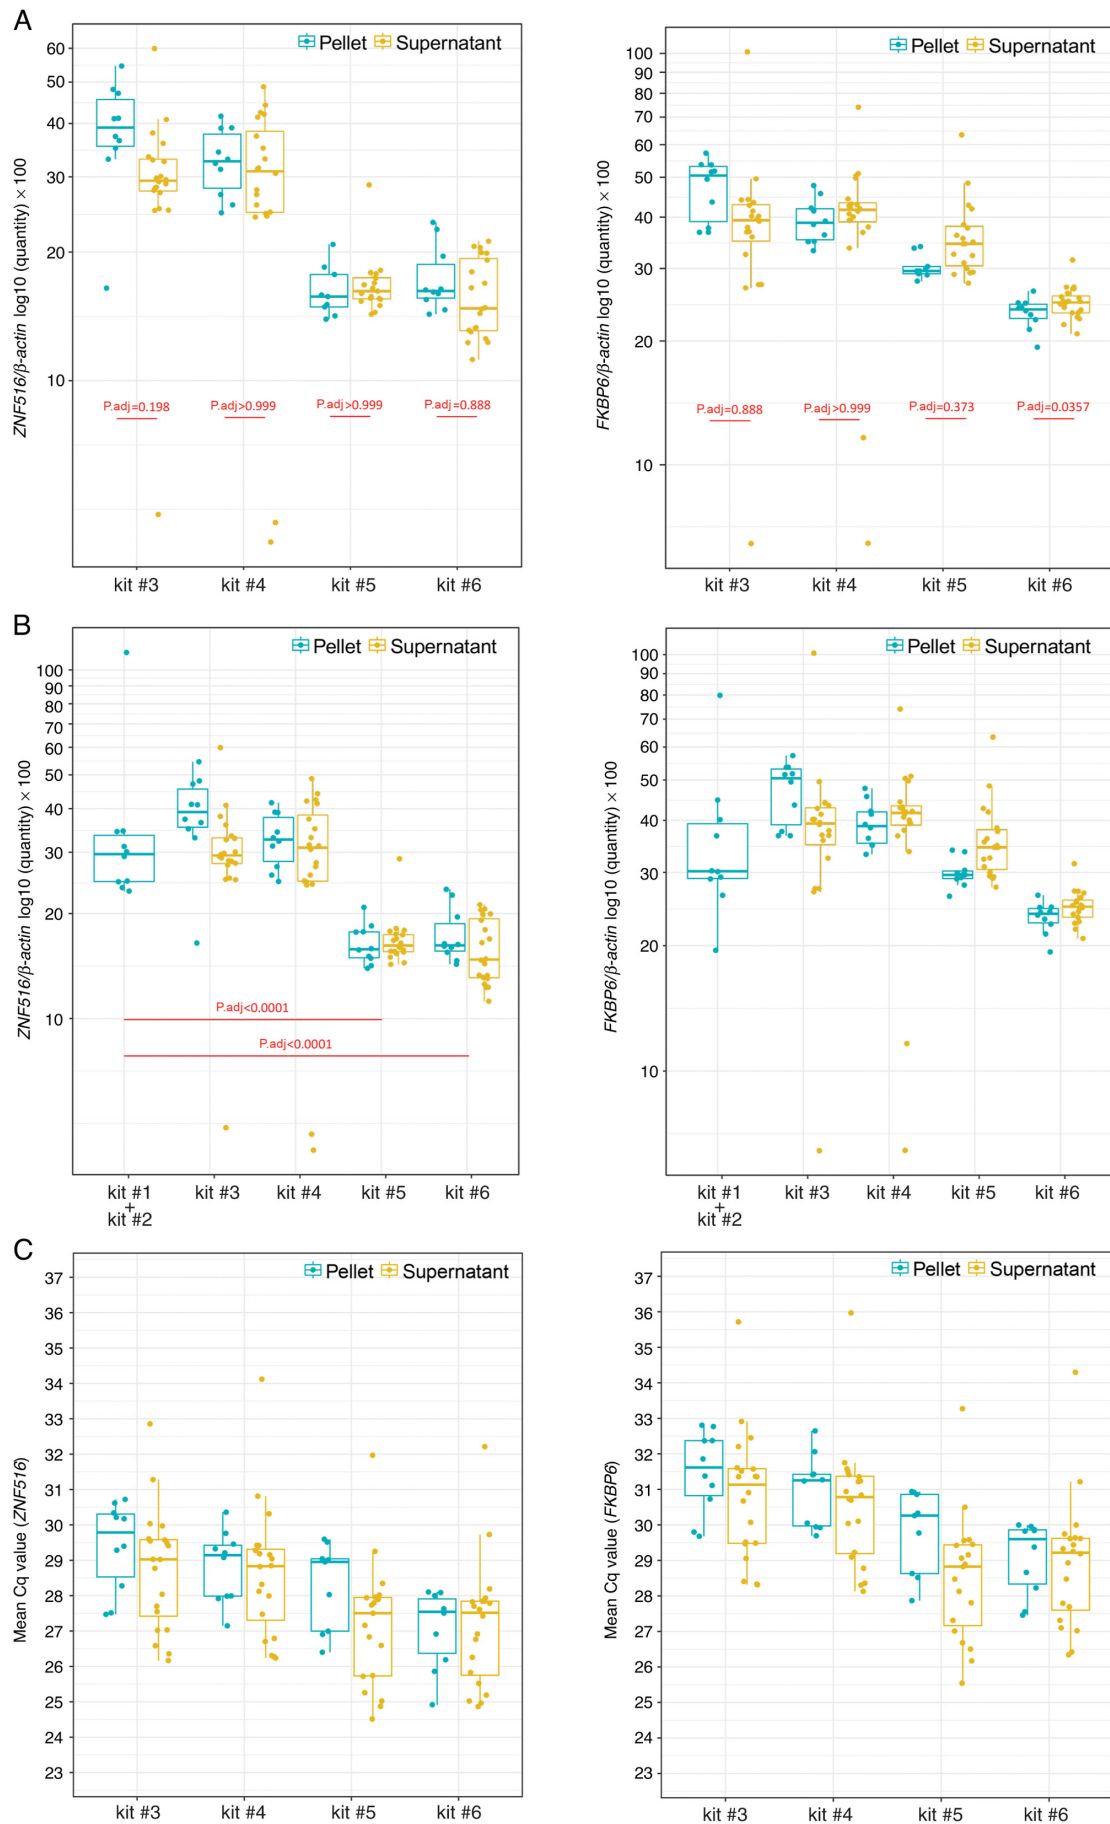 A
Pellet Supernatant
ZNF516/β-actin log10 (quantity) × 100
60
50
40
30
20
10
P.adj=0.198 P.adj>0.999 P.adj>0.999 P.adj=0.888
kit #3 kit #4 kit #5 kit #6
Pellet Supernatant
FKBP6/β-actin log10 (quantity) × 100
100
90
80
70
60
50
40
30
20
10
P.adj=0.888 P.adj>0.999 P.adj=0.373 P.adj=0.0357
kit #3 kit #4 kit #5 kit #6
B
Pellet Supernatant
ZNF516/β-actin log10 (quantity) × 100
100
90
80
70
60
50
40
30
20
10
P.adj<0.0001
P.adj<0.0001
kit #1 kit #3 kit #4 kit #5 kit #6
+
kit #2
Pellet Supernatant
FKBP6/β-actin log10 (quantity) × 100
100
90
80
70
60
50
40
30
20
10
kit #1 kit #3 kit #4 kit #5 kit #6
+
kit #2
C
Pellet Supernatant
Mean Cq value (ZNF516)
37
36
35
34
33
32
31
30
29
28
27
26
25
24
23
kit #3 kit #4 kit #5 kit #6
Pellet Supernatant
Mean Cq value (FKBP6)
37
36
35
34
33
32
31
30
29
28
27
26
25
24
23
kit #3 kit #4 kit #5 kit #6